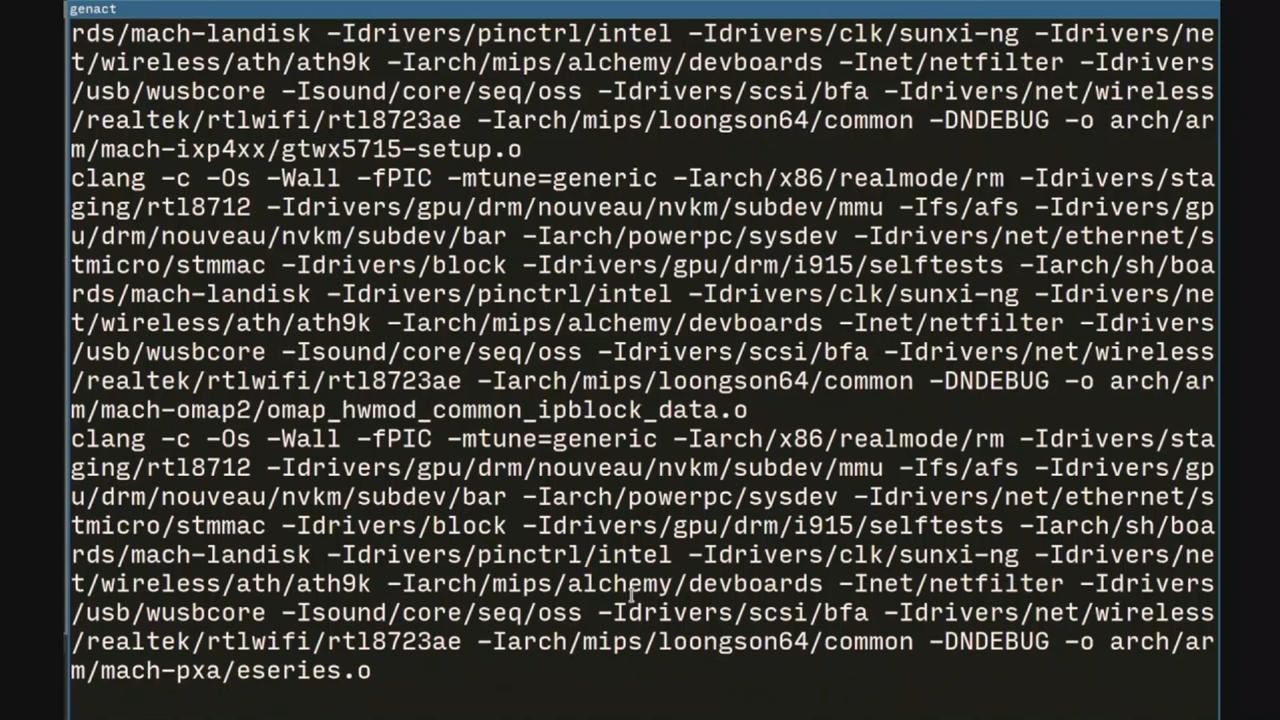 genact
rds/mach-landisk -Idrivers/pinctrl/intel -Idrivers/clk/sunxi-ng -Idrivers/ne
t/wireless/ath/ath9k -Iarch/mips/alchemy/devboards -Inet/netfilter -Idrivers
/usb/wusbcore -Isound/core/seq/oss -Idrivers/scsi/bfa -Idrivers/net/wireless
/realtek/rtlwifi/rtl8723ae -Iarch/mips/loongson64/common -DNDEBUG -o arch/ar
m/mach-ixp4xx/gtwx5715-setup.o
clang -c -Os -Wall -fPIC -mtune=generic -Iarch/x86/realmode/rm -Idrivers/sta
ging/rtl8712 -Idrivers/gpu/drm/nouveau/nvkm/subdev/mmu -Ifs/afs -Idrivers/gp
u/drm/nouveau/nvkm/subdev/bar -Iarch/powerpc/sysdev -Idrivers/net/ethernet/s
tmicro/stmmac -Idrivers/block -Idrivers/gpu/drm/i915/selftests -Iarch/sh/boa
rds/mach-landisk -Idrivers/pinctrl/intel -Idrivers/clk/sunxi-ng -Idrivers/ne
t/wireless/ath/ath9k -Iarch/mips/alchemy/devboards -Inet/netfilter -Idrivers
/usb/wusbcore -Isound/core/seq/oss -Idrivers/scsi/bfa -Idrivers/net/wireless
/realtek/rtlwifi/rtl8723ae -Iarch/mips/loongson64/common -DNDEBUG -o arch/ar
m/mach-omap2/omap_hwmod_common_ipblock_data.o
clang -c -Os -Wall -fPIC -mtune=generic -Iarch/x86/realmode/rm -Idrivers/sta
ging/rtl8712 -Idrivers/gpu/drm/nouveau/nvkm/subdev/mmu -Ifs/afs -Idrivers/gp
u/drm/nouveau/nvkm/subdev/bar -Iarch/powerpc/sysdev -Idrivers/net/ethernet/s
tmicro/stmmac -Idrivers/block -Idrivers/gpu/drm/i915/selftests -Iarch/sh/boa
rds/mach-landisk -Idrivers/pinctrl/intel -Idrivers/clk/sunxi-ng -Idrivers/ne
t/wireless/ath/ath9k -Iarch/mips/alchemy/devboards -Inet/netfilter -Idrivers
/usb/wusbcore -Isound/core/seq/oss -Idrivers/scsi/bfa -Idrivers/net/wireless
/realtek/rtlwifi/rtl8723ae -Iarch/mips/loongson64/common -DNDEBUG -o arch/ar
m/mach-pxa/eseries.o